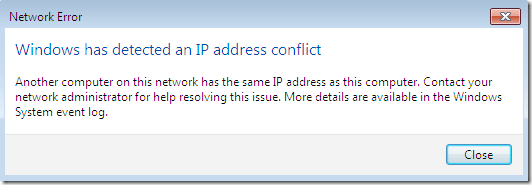 Network Error
Windows has detected an IP address conflict
Another computer on this network has the same IP address as this computer. Contact your
network administrator for help resolving this issue. More details are available in the Windows
System event log.
Close